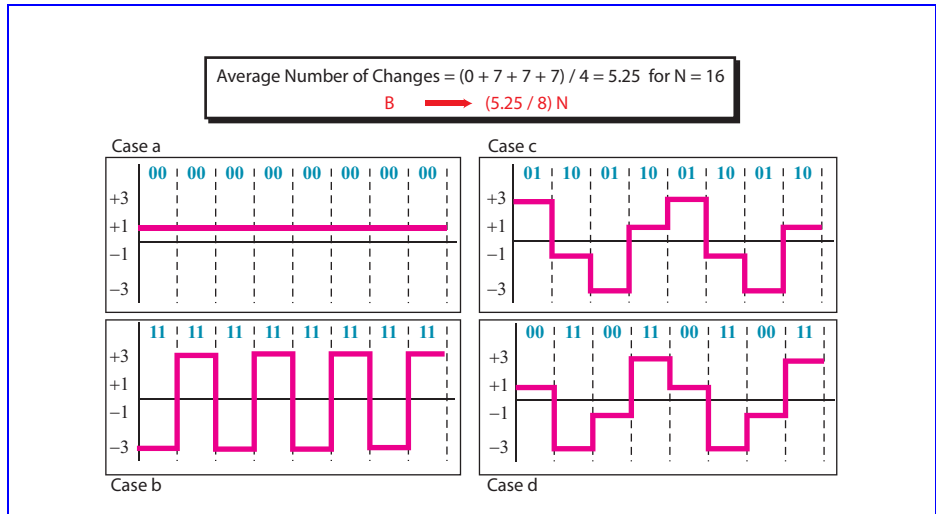 Average Number of Changes = (0 + 7 + 7 + 7) / 4 = 5.25 for N = 16
B (5.25 / 8) N
Case a
00 00 00 00 00 00 00 00
+3
+1
−1
−3
Case c
01 10 01 10 01 10 01 10
+3
+1
−1
−3
11 11 11 11 11 11 11 11
+3
+1
−1
−3
Case b
00 11 00 11 00 11 00 11
+3
+1
−1
−3
Case d